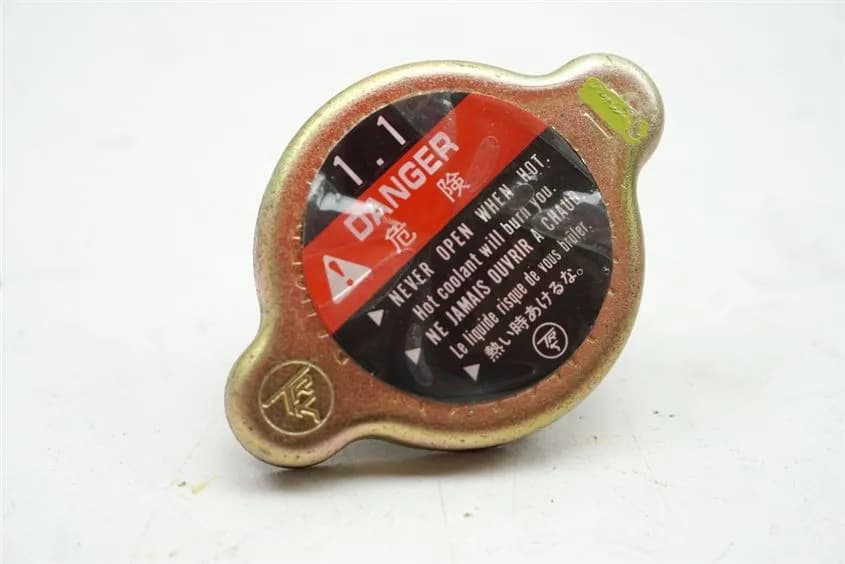 1.1
DANGER
危険
NEVER OPEN WHEN HOT.
Hot coolant will burn you.
NE JAMAIS OUVRIR À CHAUD.
Le liquide risque de vous brûler.
熱い時あけるな。